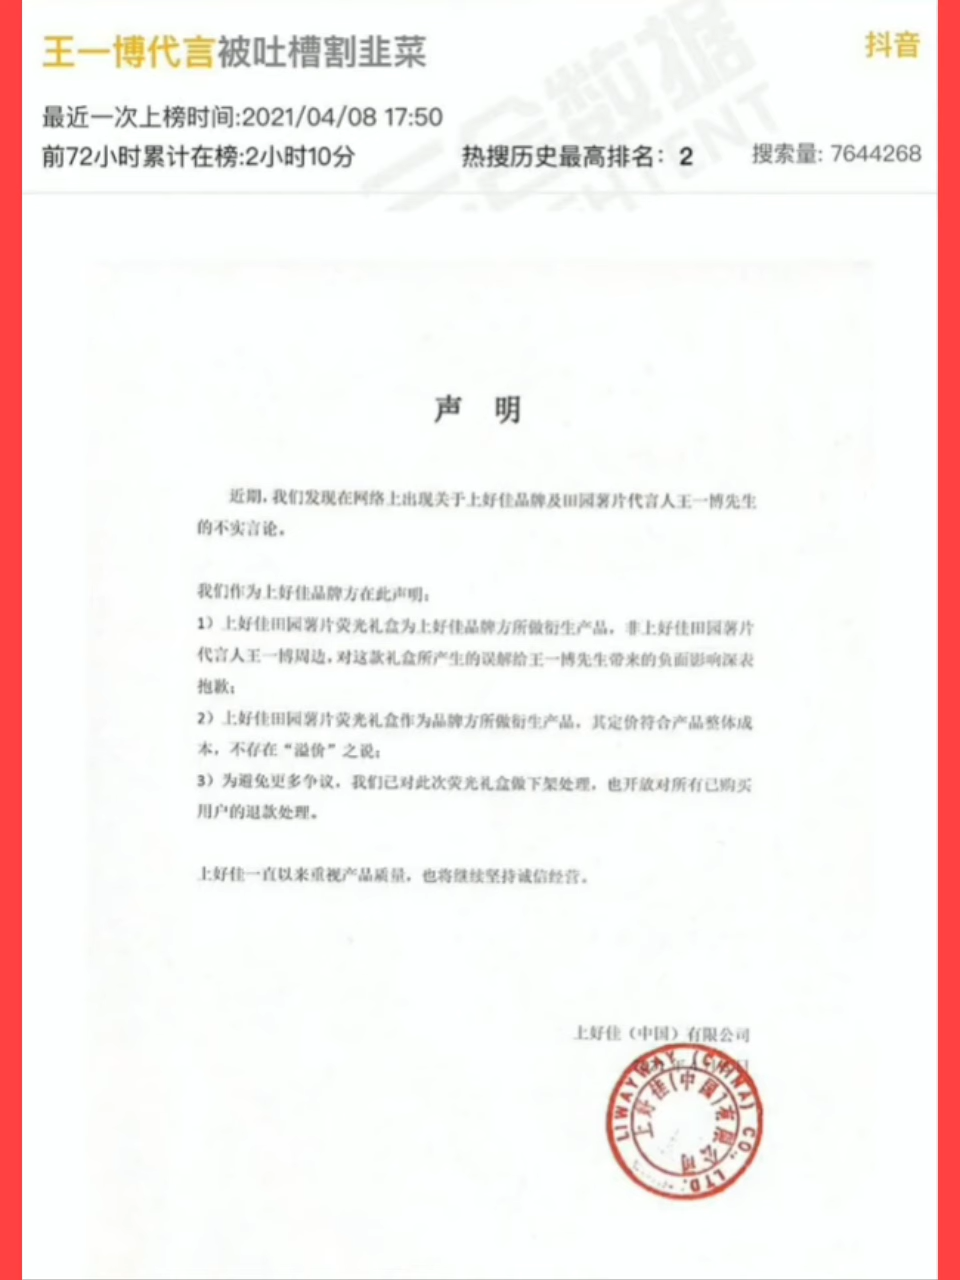 王一博代言被吐槽割韭菜
抖音
最近一次上榜时间:2021/04/08 17:50
前72小时累计在榜:2小时10分
热搜历史最高排名：2
搜索量: 7644268
声 明
近期，我们发现在网络上出现关于上好佳品牌及田园薯片代言人王一博先生
的不实言论。
我们作为上好佳品牌方在此声明：
1）上好佳田园薯片荧光礼盒为上好佳品牌方所做衍生产品，非上好佳田园薯片
代言人王一博周边，对这款礼盒所产生的误解给王一博先生带来的负面影响深表
抱歉；
2）上好佳田园薯片荧光礼盒作为品牌方所做衍生产品，其定价符合产品整体成
本，不存在“溢价”之说；
3）为避免更多争议，我们已对此次荧光礼盒做下架处理，也开放对所有已购买
用户的退款处理。
上好佳一直以来重视产品质量，也将继续坚持诚信经营。
上好佳（中国）有限公司
LIWAYWAY (CHINA) CO., LTD.
上好佳(中国)有限公司